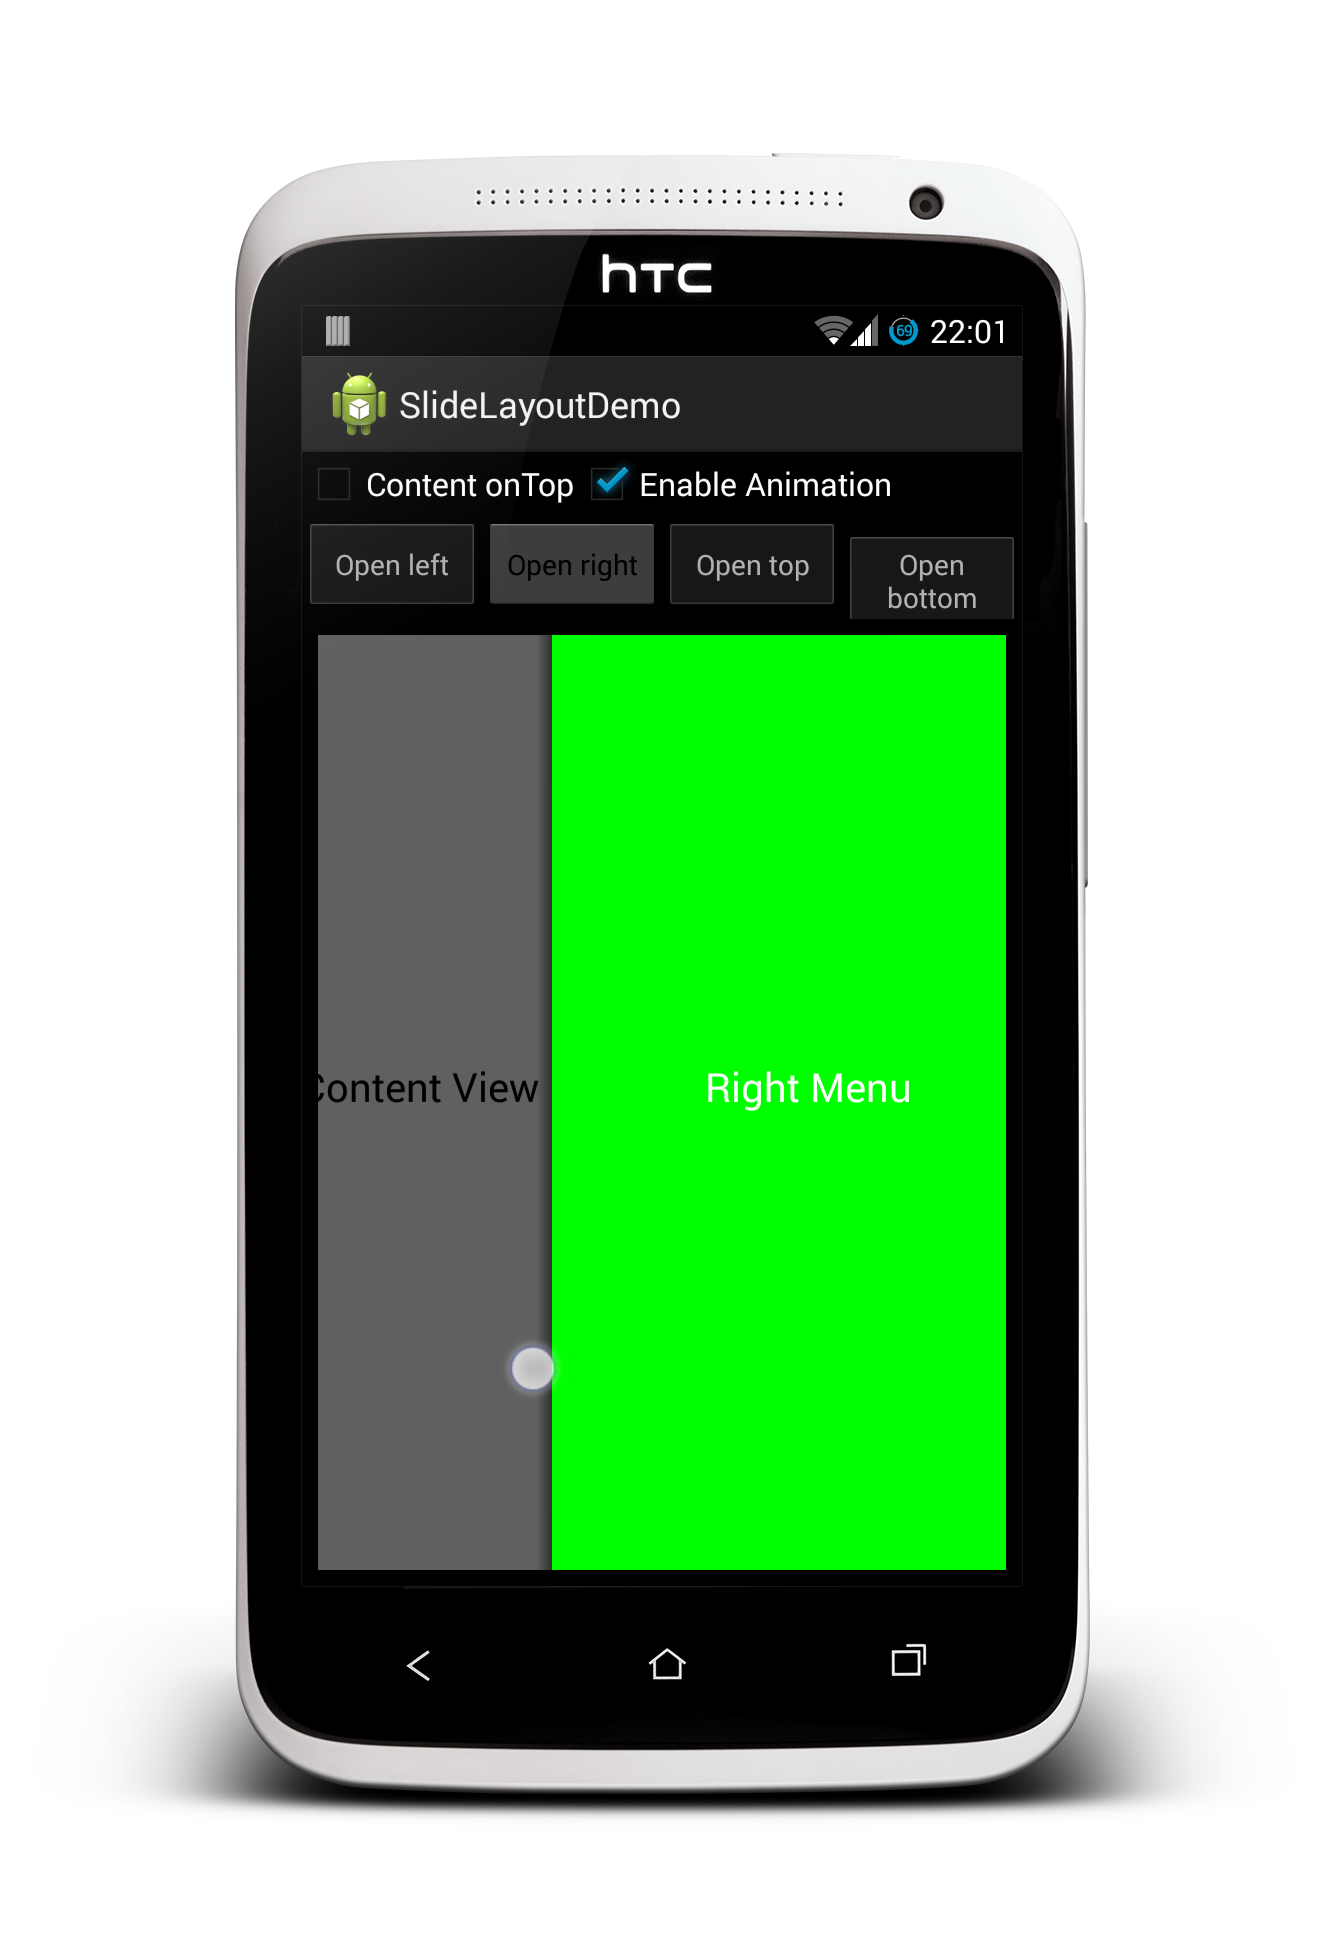 hTC
69 22:01
SlideLayoutDemo
Content onTop Enable Animation
Open left Open right Open top Open
bottom
Content View Right Menu